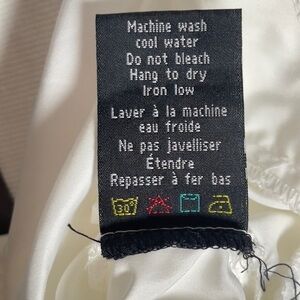 Machine wash
cool water
Do not bleach
Hang to dry
Iron low
Laver à la machine
eau froide
Ne pas javelliser
Étendre
Repasser à fer bas
30°